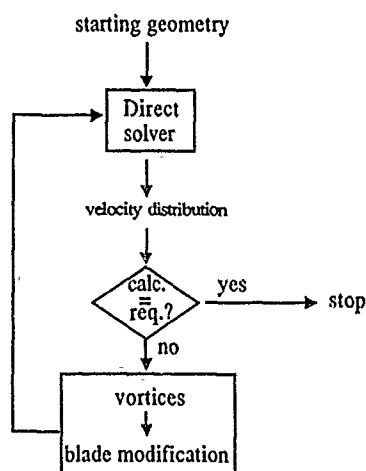 starting geometry
Direct
solver
velocity distribution
calc.
=
req.?
yes
stop
no
vortices
blade modification